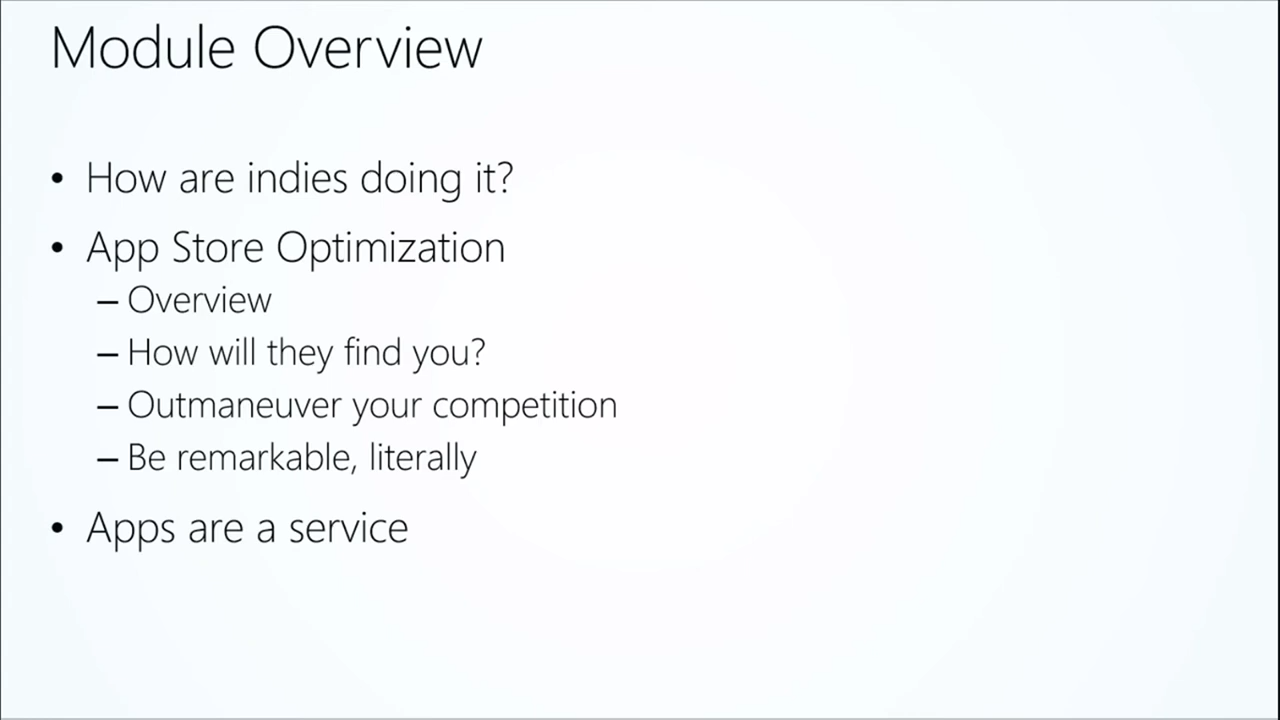 Module Overview
• How are indies doing it?
• App Store Optimization
– Overview
– How will they find you?
– Outmaneuver your competition
– Be remarkable, literally
• Apps are a service